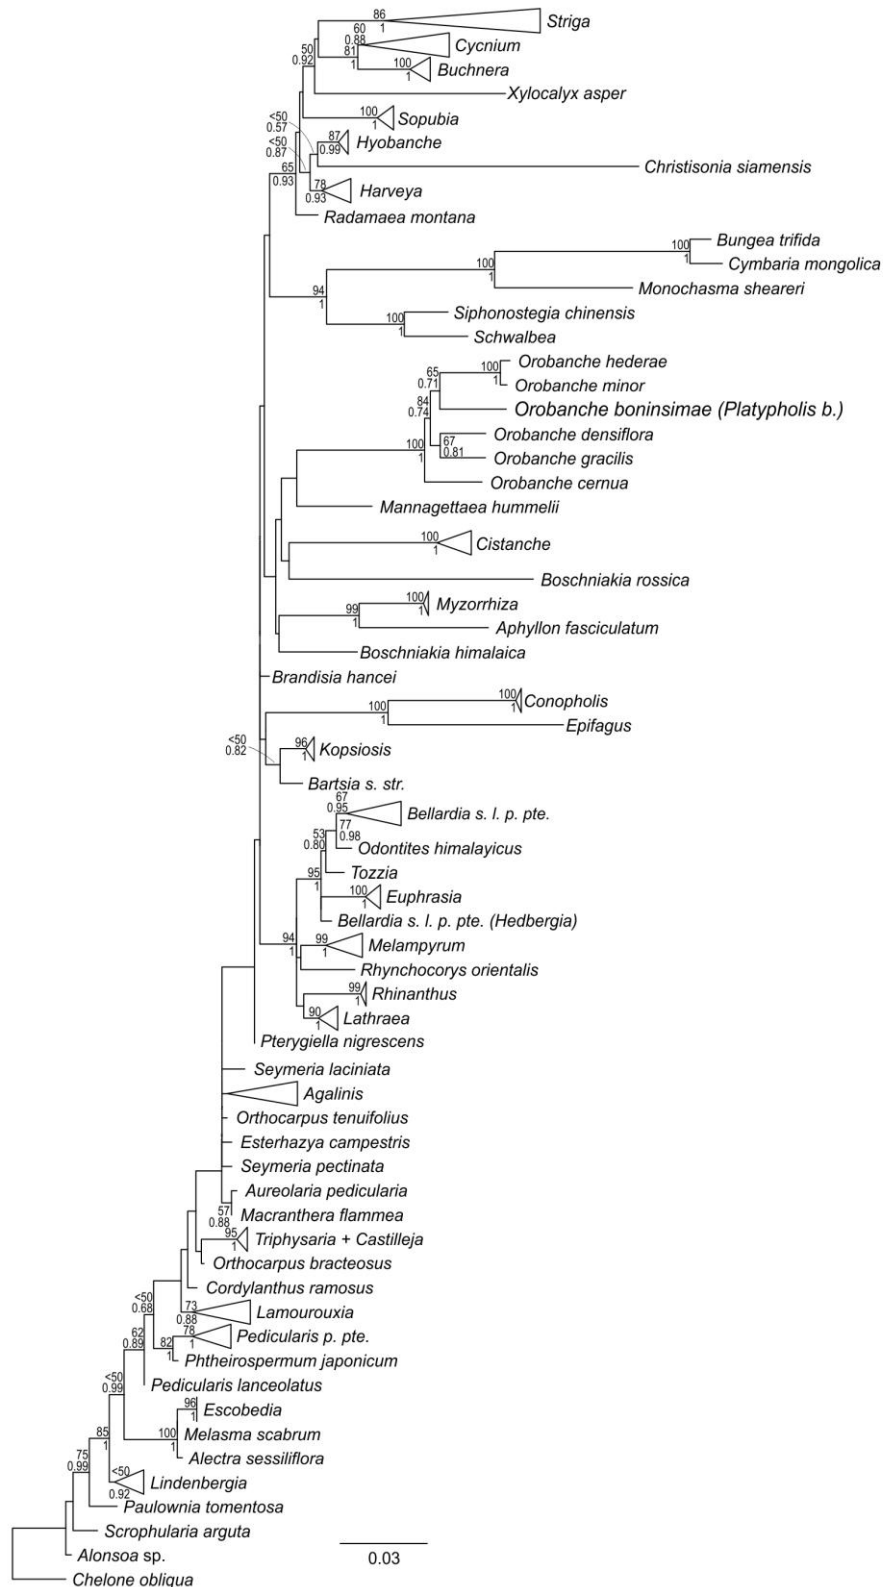 86
1
Striga
60
0.88
Cycnium
81
1
50
0.92
100
1
Buchnera
Xylocalyx asper
100
1
Sopubia
<50
0.57
87
0.99
Hyobanche
<50
0.87
Christisonia siamensis
65
0.93
78
0.93
Harveya
Radamaea montana
100
1
Bungea trifida
Cymbaria mongolica
100
1
Monochasma sheareri
94
1
Siphonostegia chinensis
100
1
Schwalbea
Orobanche hederae
100
1
Orobanche minor
65
0.71
Orobanche boninsimae (Platypholis b.)
84
0.74
Orobanche densiflora
67
0.81
Orobanche gracilis
100
1
Orobanche cernua
Mannagettaea hummelii
100
1
Cistanche
Boschniakia rossica
100
1
Myzorrhiza
99
1
Aphyllon fasciculatum
Boschniakia himalaica
Brandisia hancei
100
1
Conopholis
100
1
Epifagus
<50
0.82
96
1
Kopsiosis
Bartsia s. str.
67
0.95
Bellardia s. l. p. pte.
77
0.98
53
0.80
Odontites himalayicus
Tozzia
95
1
100
1
Euphrasia
Bellardia s. l. p. pte. (Hedbergia)
94
1
99
1
Melampyrum
Rhynchocorys orientalis
99
1
Rhinanthus
90
1
Lathraea
Pterygiella nigrescens
Seymeria laciniata
Agalinis
Orthocarpus tenuifolius
Esterhazya campestris
Seymeria pectinata
Aureolaria pedicularia
57
0.88
Macranthera flammea
95
1
Triphysaria + Castilleja
Orthocarpus bracteosus
Cordylanthus ramosus
<50
0.68
73
0.88
Lamourouxia
78
1
Pedicularis p. pte.
62
0.89
82
1
Phtheirospermum japonicum
Pedicularis lanceolatus
<50
0.99
96
1
Escobedia
100
1
Melasma scabrum
Alectra sessiliflora
85
1
<50
0.92
Lindenbergia
75
0.99
Paulownia tomentosa
Scrophularia arguta
Alonsoa sp.
Chelone obliqua
0.03